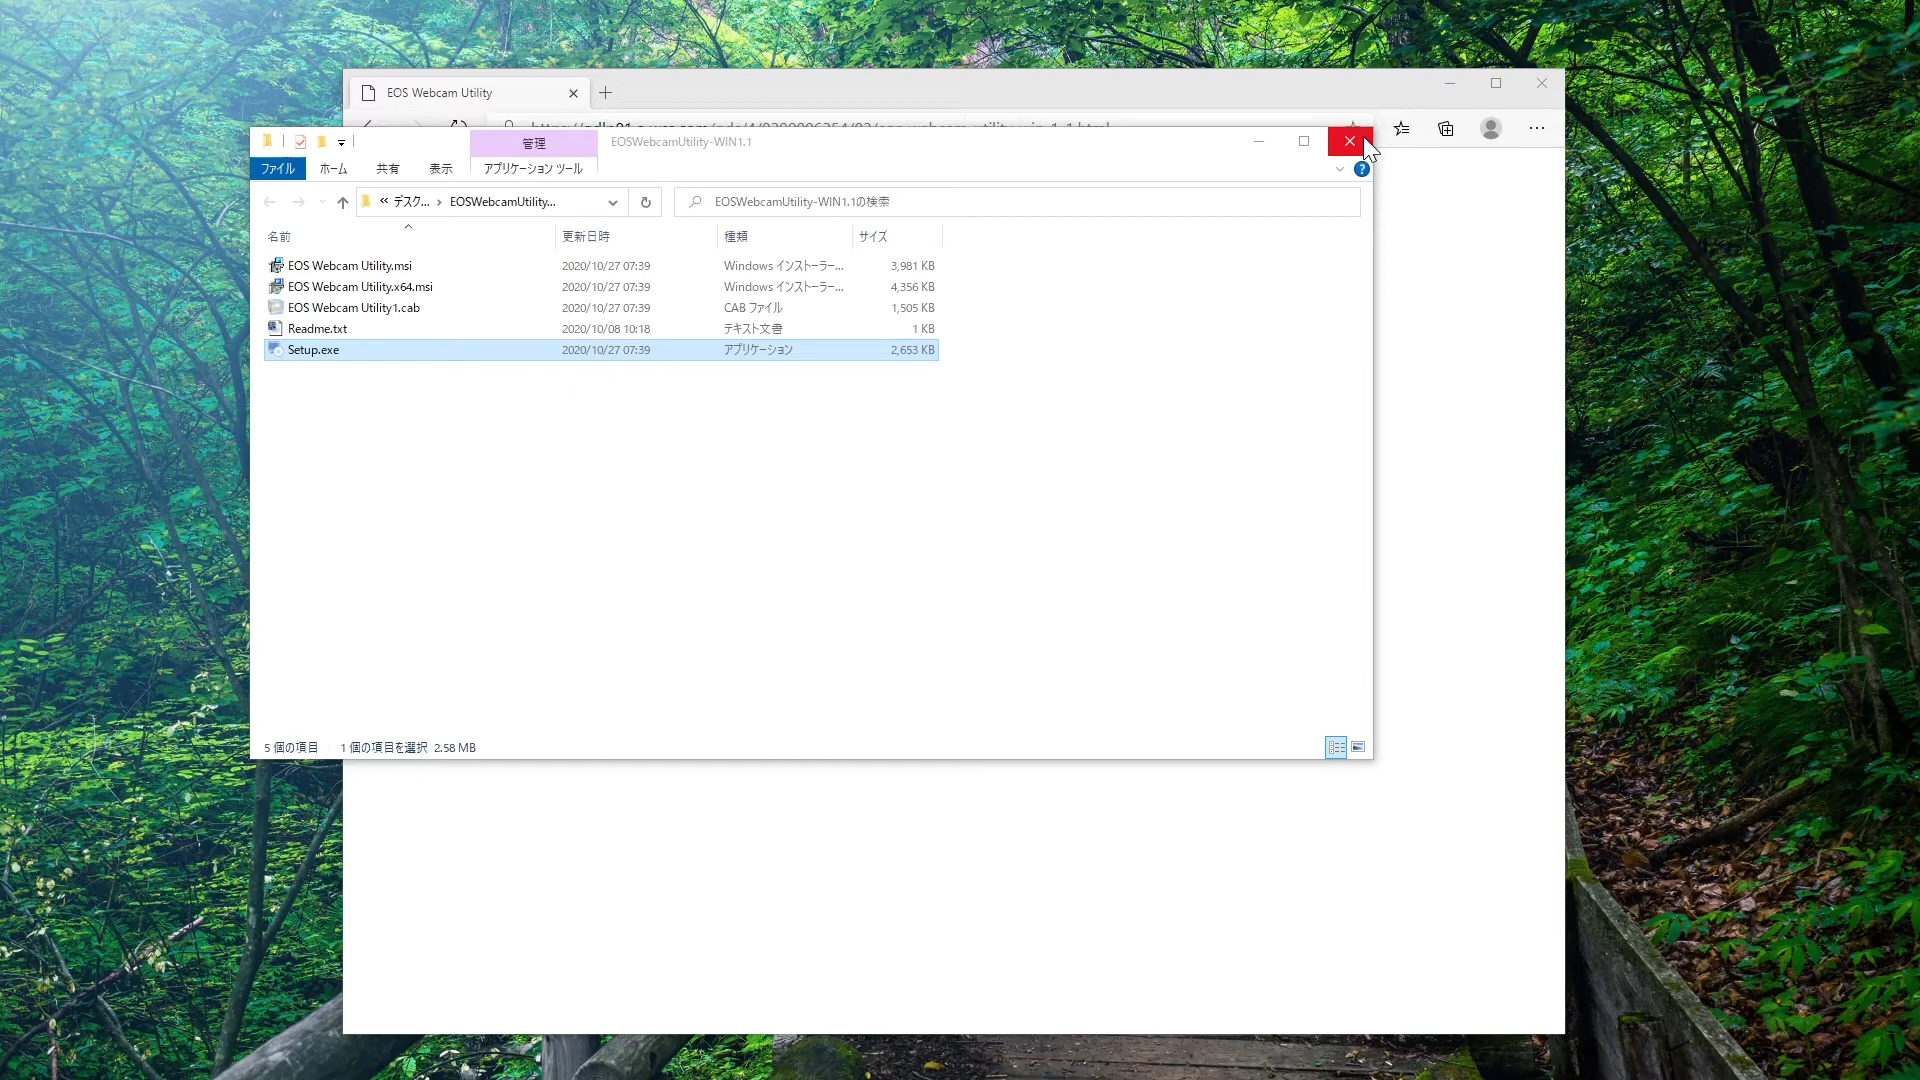 EOS Webcam Utility
管理
EOSWebcamUtility-WIN1.1
ファイル
ホーム
共有
表示
アプリケーション ツール
« デスク... › EOSWebcamUtility...
EOSWebcamUtility-WIN1.1の検索
名前 更新日時 種類 サイズ
EOS Webcam Utility.msi 2020/10/27 07:39 Windows インストーラー... 3,981 KB
EOS Webcam Utility.x64.msi 2020/10/27 07:39 Windows インストーラー... 4,356 KB
EOS Webcam Utility1.cab 2020/10/27 07:39 CAB ファイル 1,505 KB
Readme.txt 2020/10/08 10:18 テキスト文書 1 KB
Setup.exe 2020/10/27 07:39 アプリケーション 2,653 KB
5 個の項目 1 個の項目を選択 2.58 MB